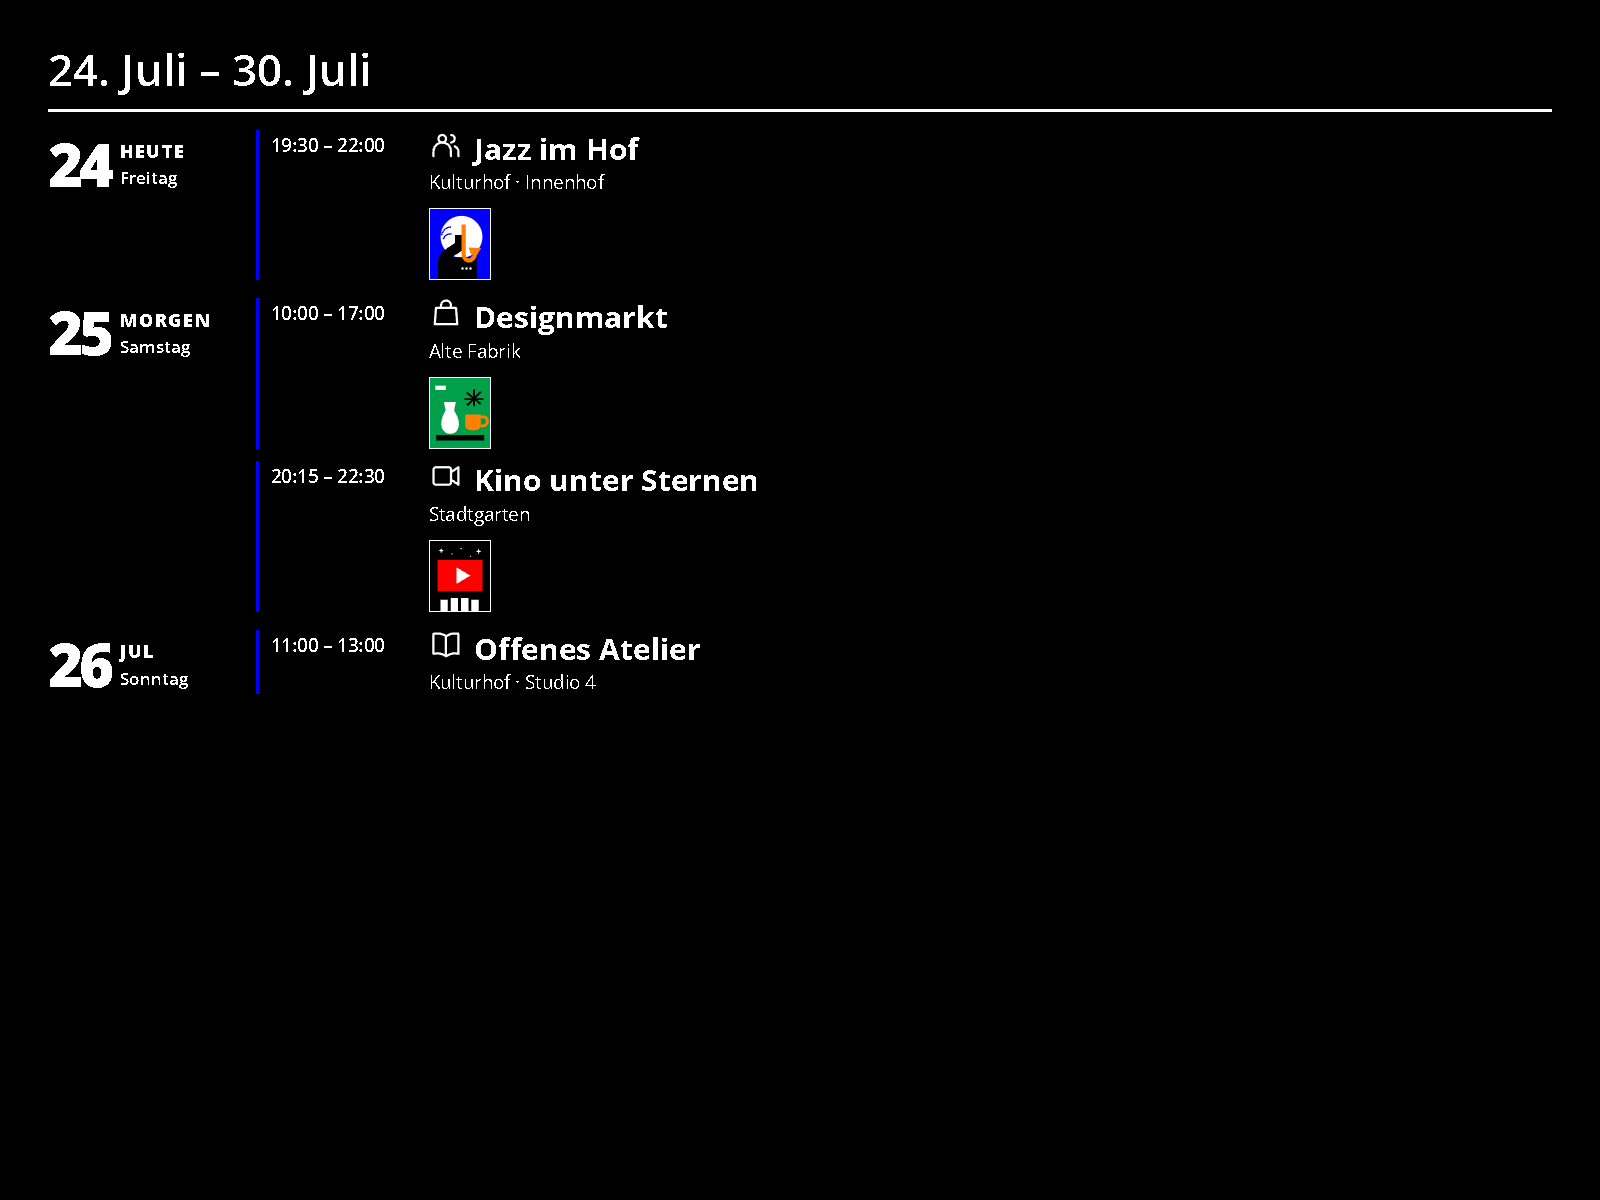 24. Juli – 30. Juli
24 HEUTE
Freitag
19:30 – 22:00
Jazz im Hof
Kulturhof · Innenhof
25 MORGEN
Samstag
10:00 – 17:00
Designmarkt
Alte Fabrik
20:15 – 22:30
Kino unter Sternen
Stadtgarten
26 JUL
Sonntag
11:00 – 13:00
Offenes Atelier
Kulturhof · Studio 4